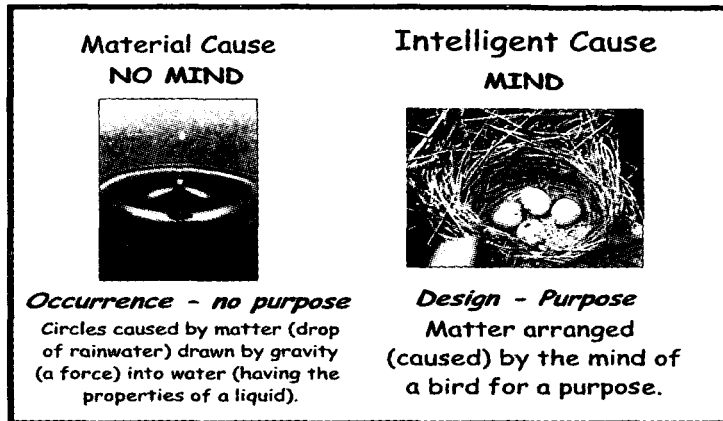 Material Cause
NO MIND
Occurrence - no purpose
Circles caused by matter (drop
of rainwater) drawn by gravity
(a force) into water (having the
properties of a liquid).
Intelligent Cause
MIND
Design - Purpose
Matter arranged
(caused) by the mind of
a bird for a purpose.